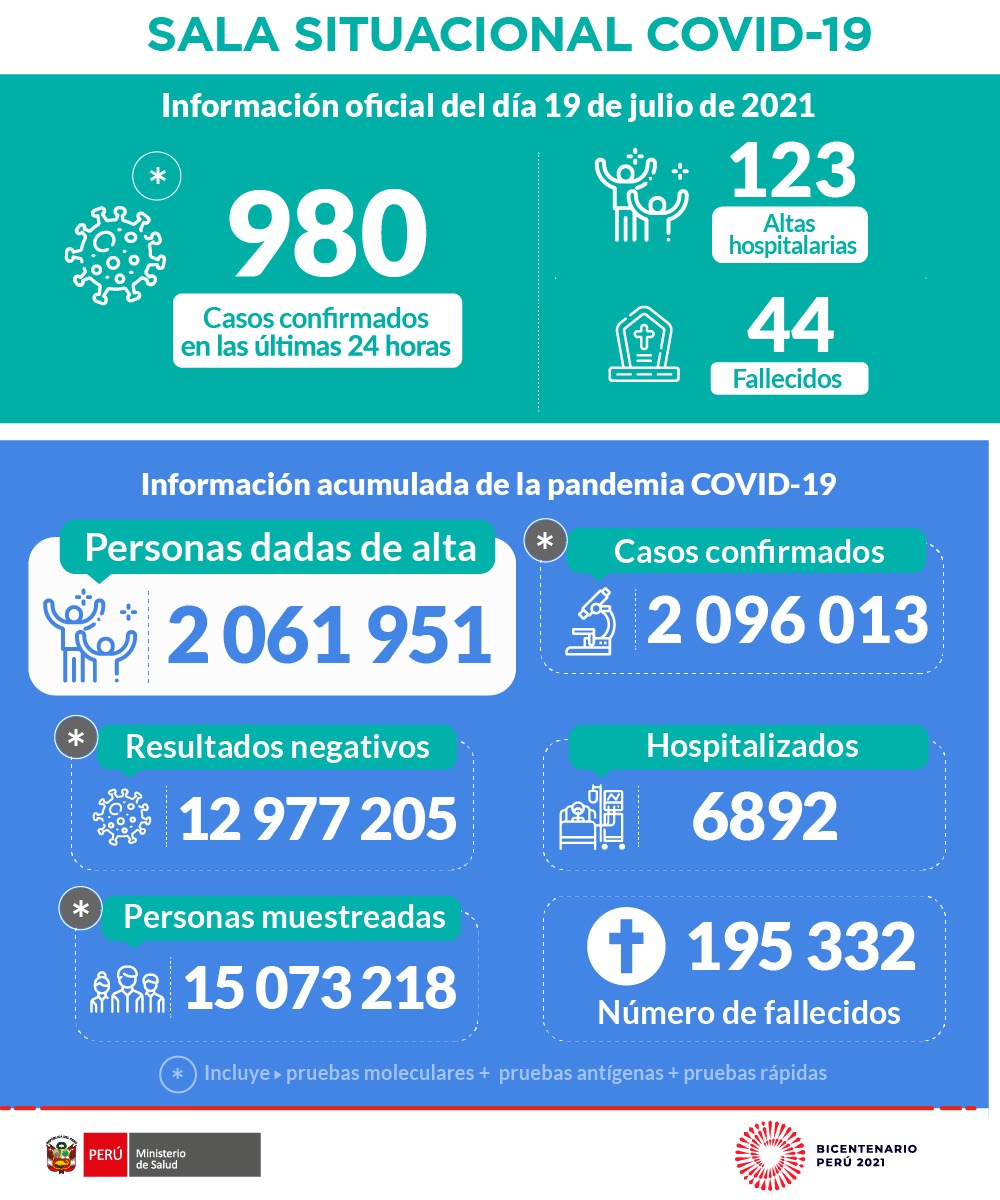 SALA SITUACIONAL COVID-19
Información oficial del día 19 de julio de 2021
*
980
Casos confirmados
en las últimas 24 horas
123
Altas
hospitalarias
44
Fallecidos
Información acumulada de la pandemia COVID-19
Personas dadas de alta
2 061 951
*
Casos confirmados
2 096 013
*
Resultados negativos
12 977 205
Hospitalizados
6892
*
Personas muestreadas
15 073 218
195 332
Número de fallecidos
* Incluye ▸ pruebas moleculares + pruebas antígenas + pruebas rápidas
PERÚ
Ministerio
de Salud
BICENTENARIO
PERÚ 2021